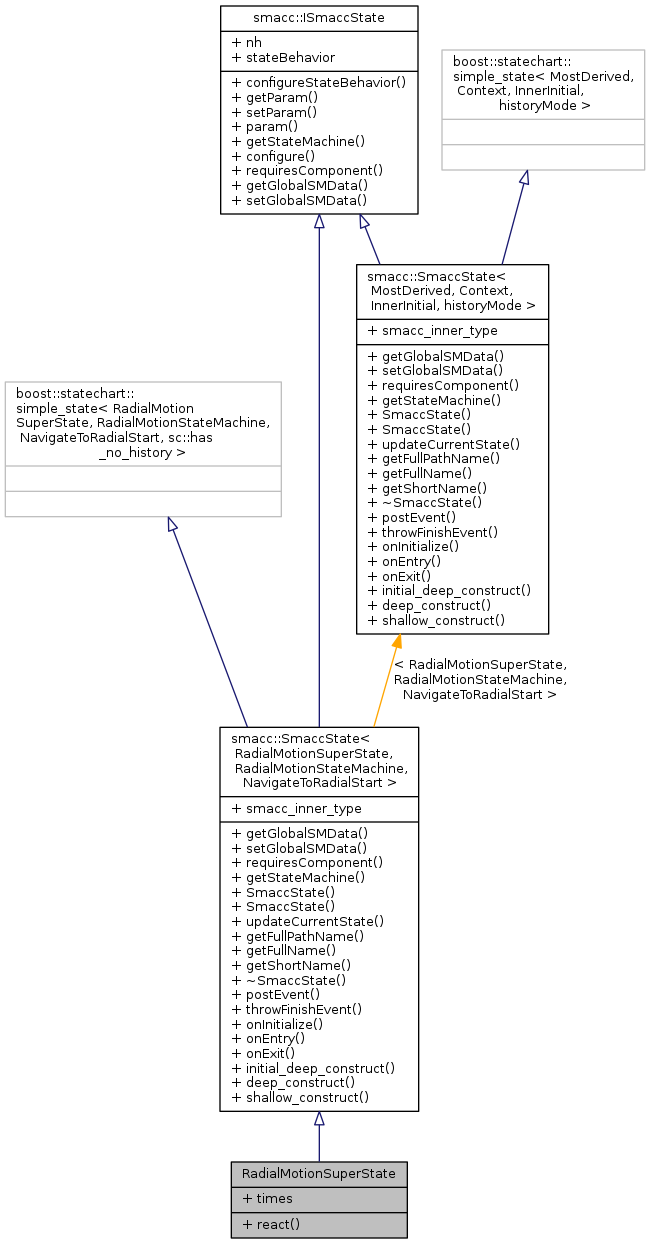 smacc::ISmaccState
+ nh
+ stateBehavior
+ configureStateBehavior()
+ getParam()
+ setParam()
+ param()
+ getStateMachine()
+ configure()
+ requiresComponent()
+ getGlobalSMData()
+ setGlobalSMData()
boost::statechart::
simple_state< MostDerived,
Context, InnerInitial,
historyMode >
smacc::SmaccState<
MostDerived, Context,
InnerInitial, historyMode >
+ smacc_inner_type
+ getGlobalSMData()
+ setGlobalSMData()
+ requiresComponent()
+ getStateMachine()
+ SmaccState()
+ SmaccState()
+ updateCurrentState()
+ getFullPathName()
+ getFullName()
+ getShortName()
+ ~SmaccState()
+ postEvent()
+ throwFinishEvent()
+ onInitialize()
+ onEntry()
+ onExit()
+ initial_deep_construct()
+ deep_construct()
+ shallow_construct()
boost::statechart::
simple_state< RadialMotion
SuperState, RadialMotionStateMachine,
NavigateToRadialStart, sc::has
_no_history >
< RadialMotionSuperState,
RadialMotionStateMachine,
NavigateToRadialStart >
smacc::SmaccState<
RadialMotionSuperState,
RadialMotionStateMachine,
NavigateToRadialStart >
+ smacc_inner_type
+ getGlobalSMData()
+ setGlobalSMData()
+ requiresComponent()
+ getStateMachine()
+ SmaccState()
+ SmaccState()
+ updateCurrentState()
+ getFullPathName()
+ getFullName()
+ getShortName()
+ ~SmaccState()
+ postEvent()
+ throwFinishEvent()
+ onInitialize()
+ onEntry()
+ onExit()
+ initial_deep_construct()
+ deep_construct()
+ shallow_construct()
RadialMotionSuperState
+ times
+ react()